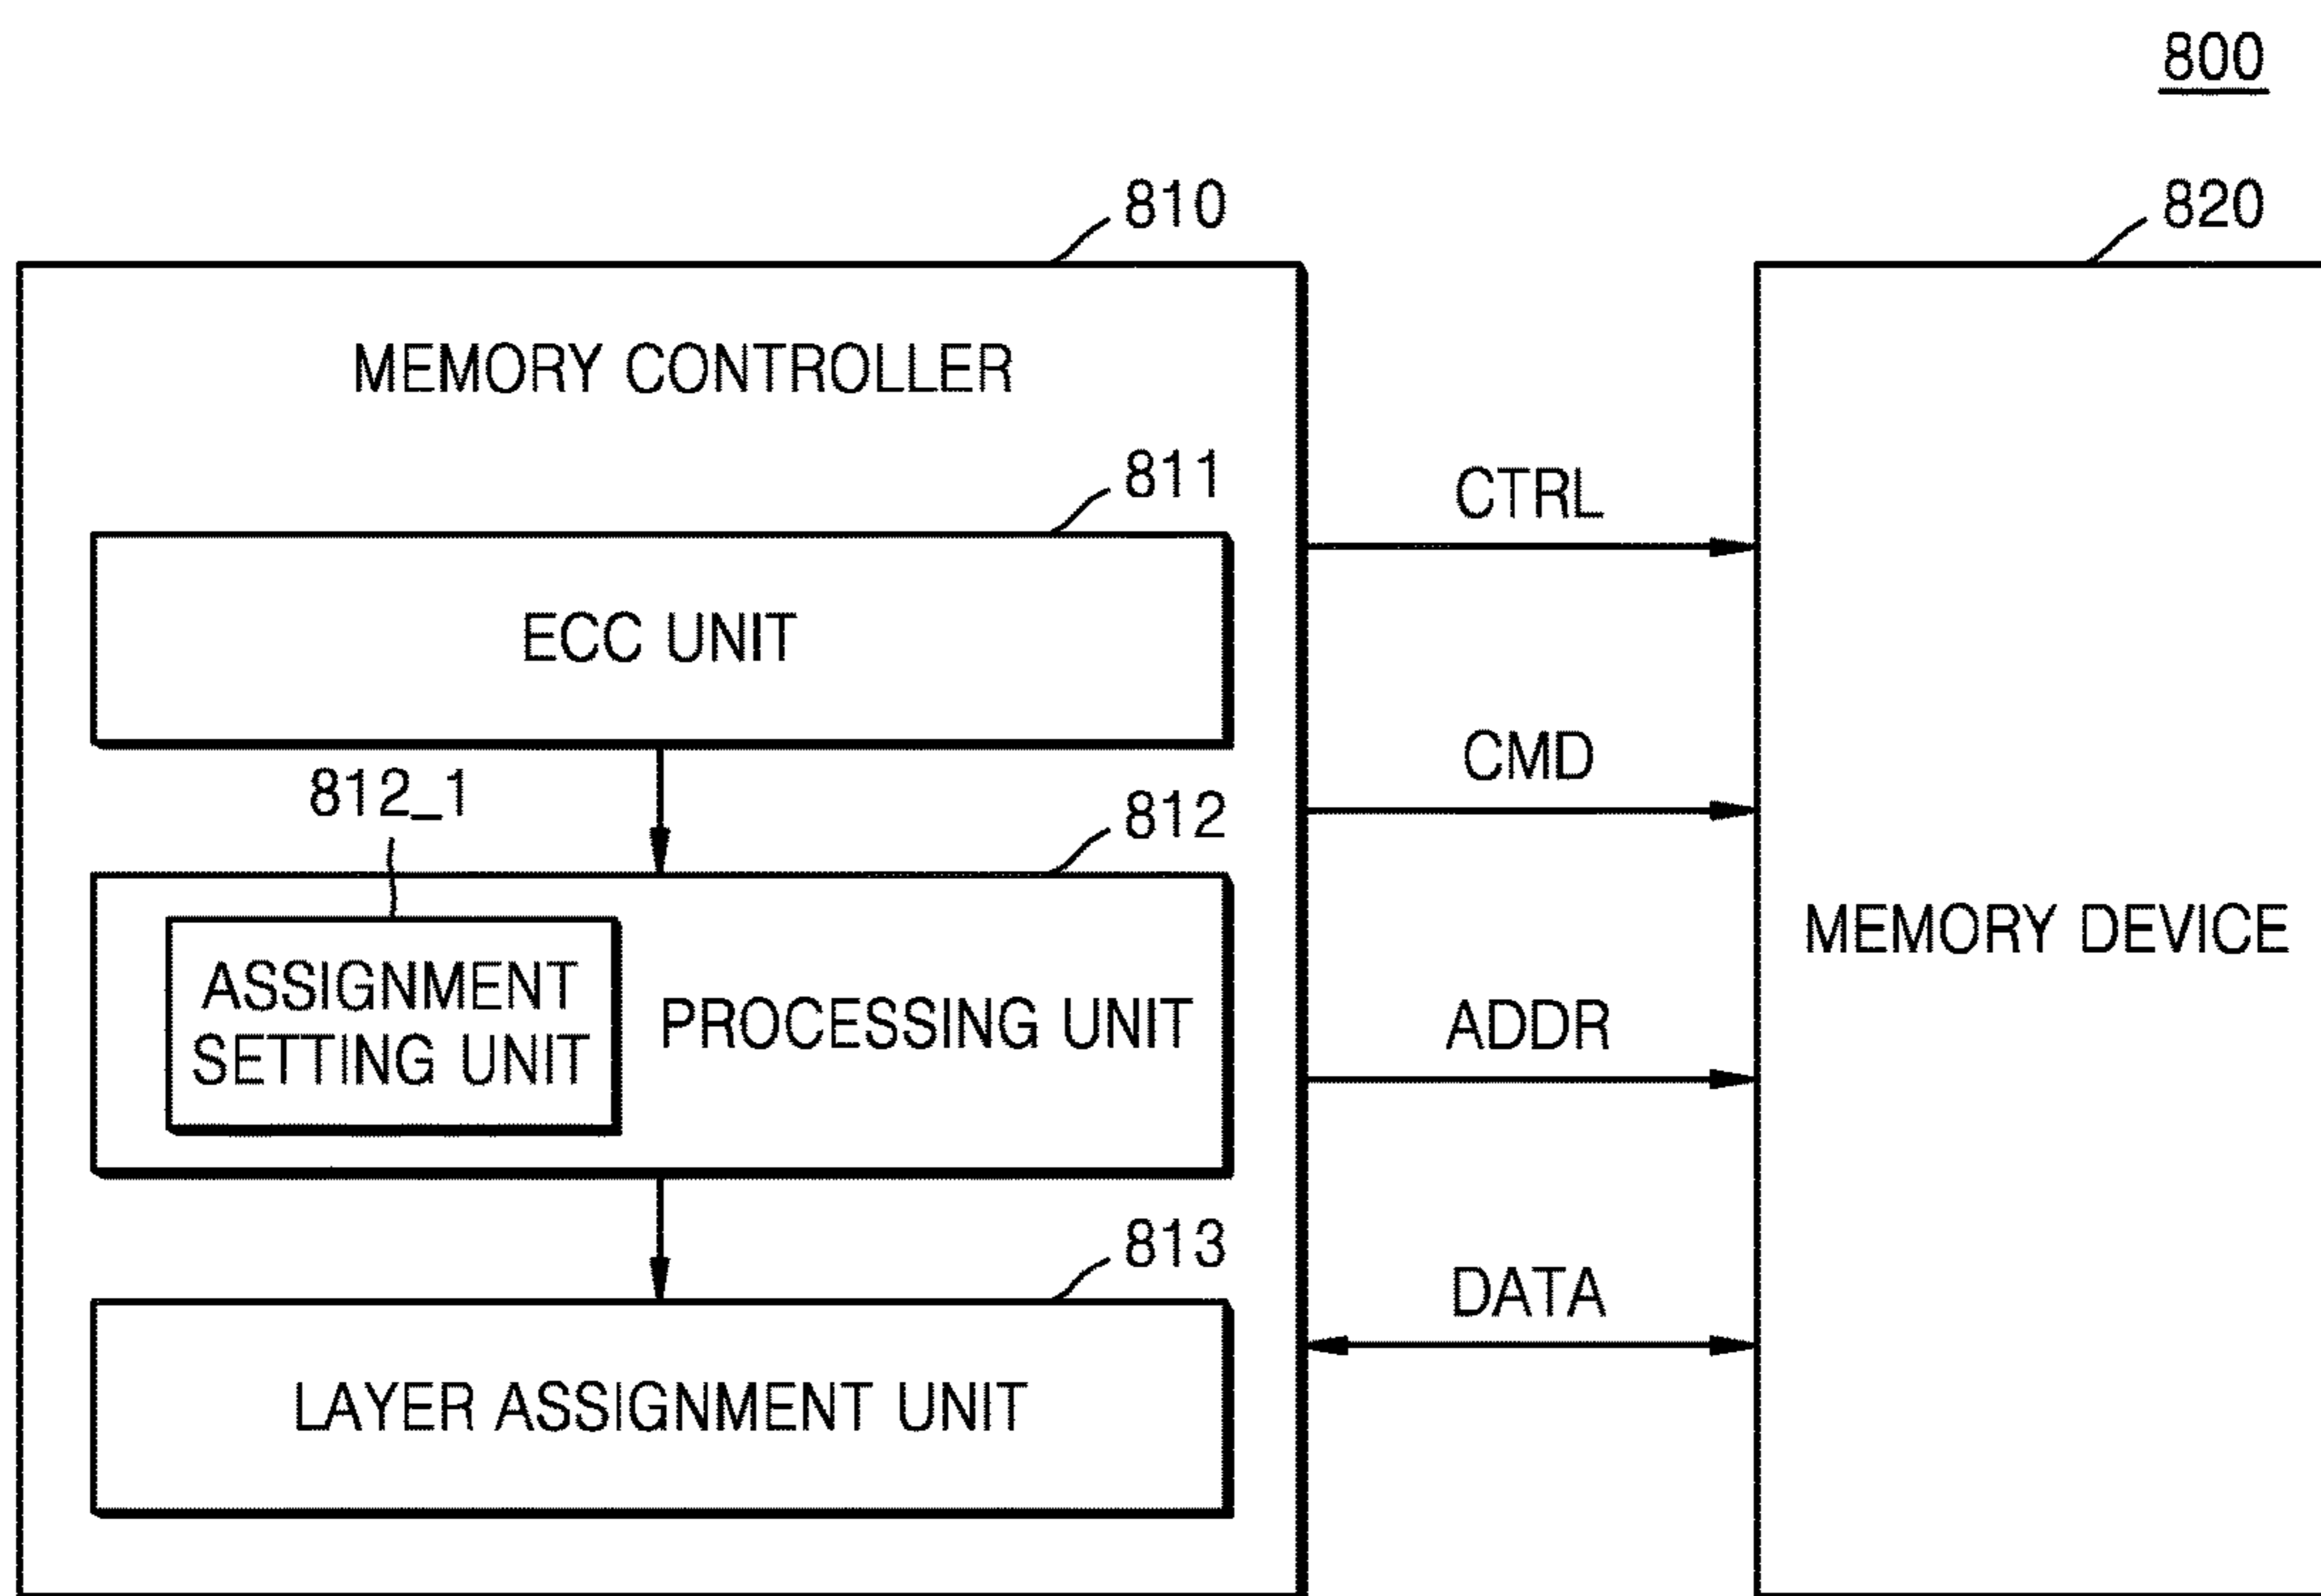 800
810
820
MEMORY CONTROLLER
811
CTRL
ECC UNIT
CMD
812_1
812
MEMORY DEVICE
ASSIGNMENT
SETTING UNIT
PROCESSING UNIT
ADDR
813
DATA
LAYER ASSIGNMENT UNIT